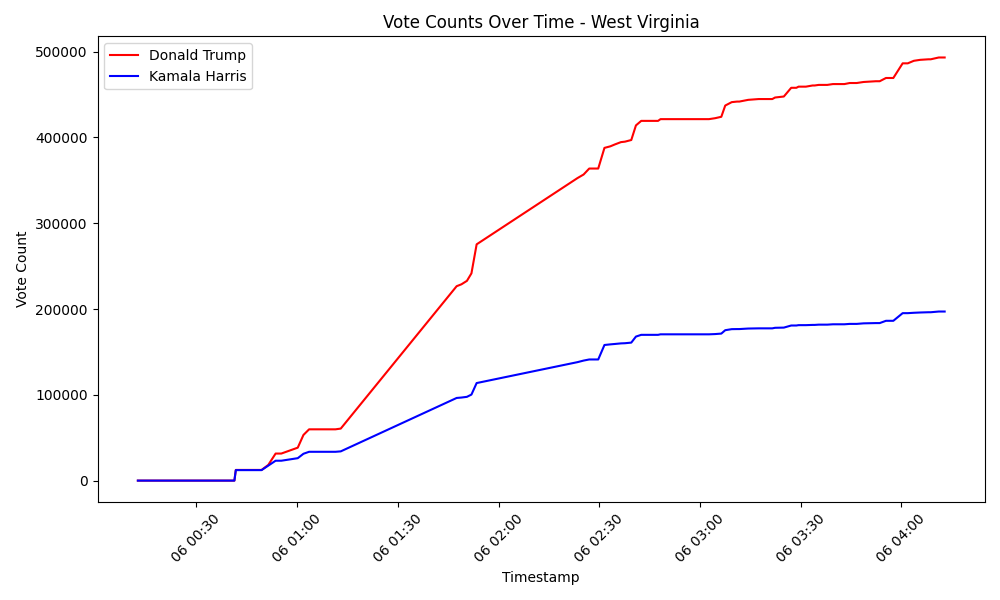 Vote Counts Over Time - West Virginia
Donald Trump
Kamala Harris
Vote Count
500000
400000
300000
200000
100000
0
06 00:30
06 01:00
06 01:30
06 02:00
06 02:30
06 03:00
06 03:30
06 04:00
Timestamp